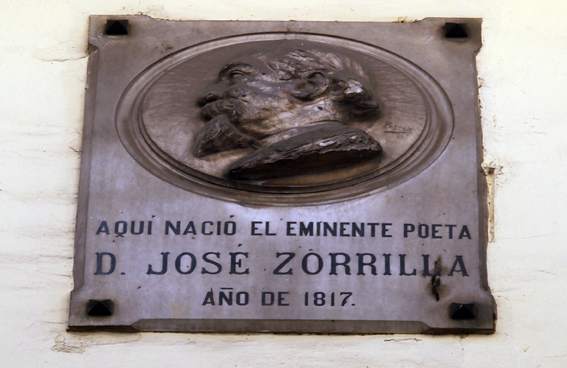 AQUÍ NACIÓ EL EMINENTE POETA
D. JOSÉ ZORRILLA
AÑO DE 1817.